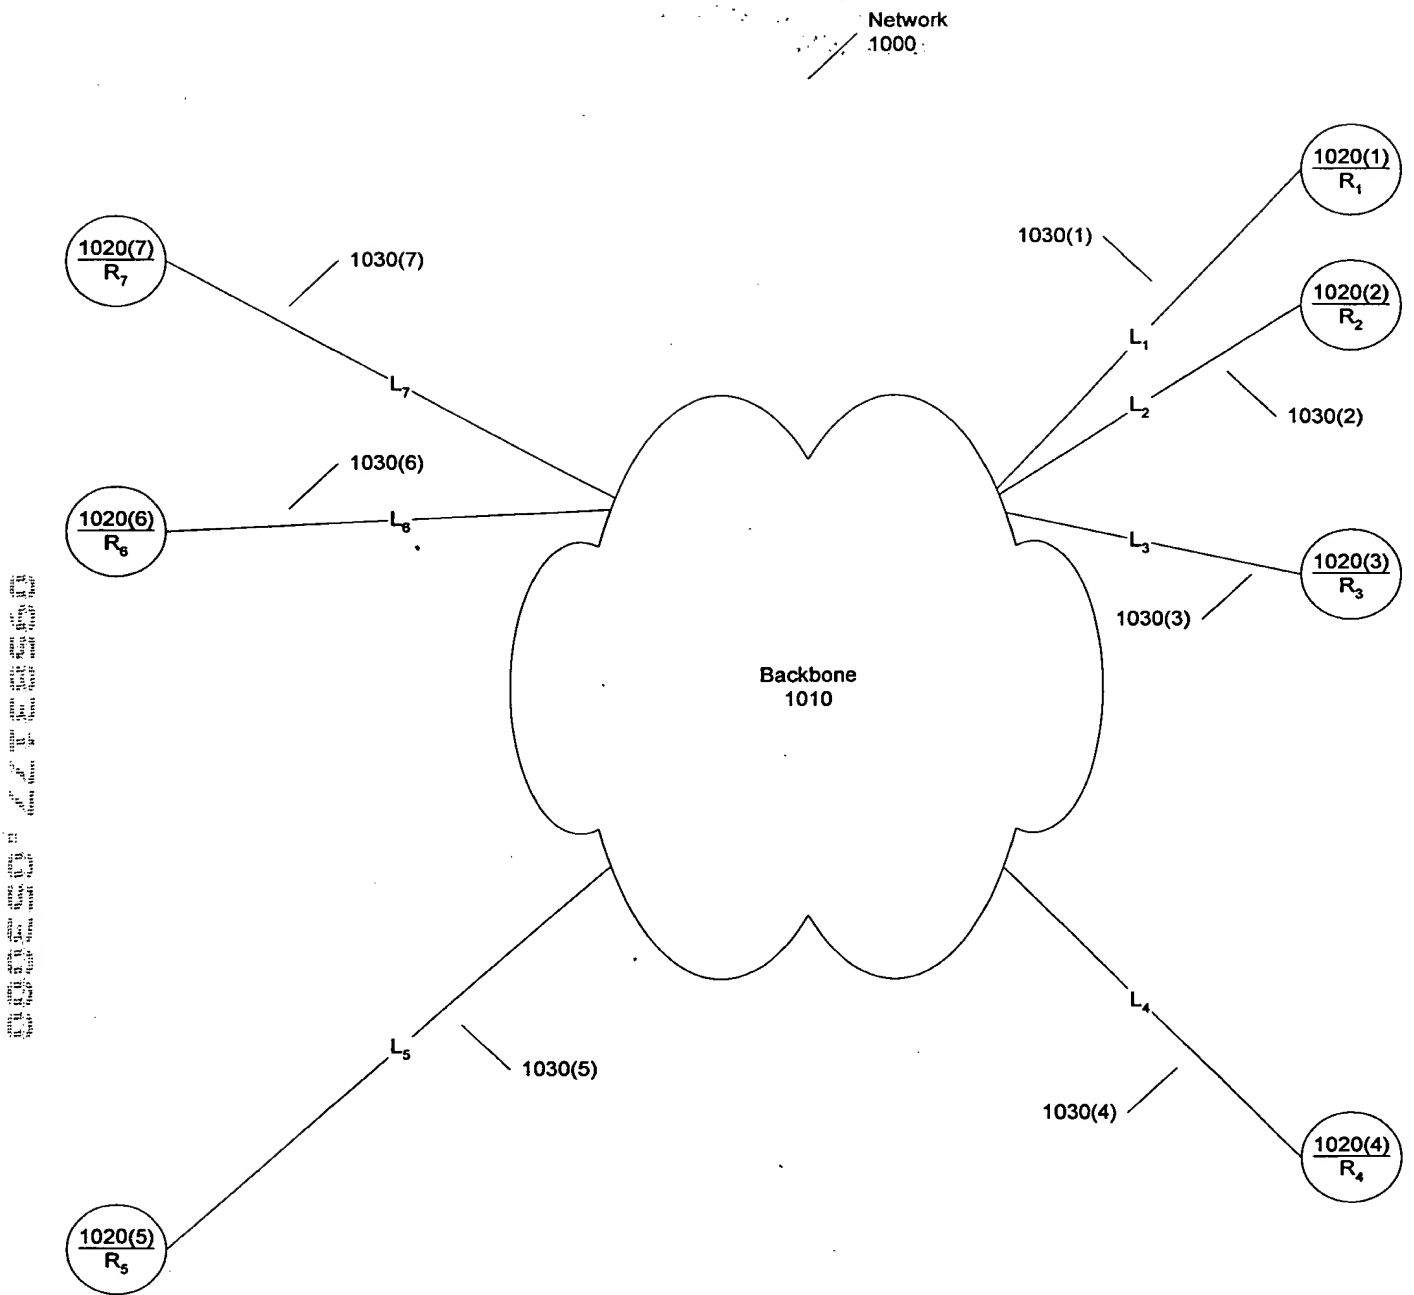 Network
1000
1020(1)
R₁
1030(1)
1020(7)
R₇
1030(7)
1020(2)
R₂
L₁
L₇
L₂
1030(2)
1030(6)
1020(6)
R₆
L₆
L₃
1020(3)
R₃
1030(3)
Backbone
1010
L₄
L₅
1030(5)
1030(4)
1020(4)
R₄
1020(5)
R₅